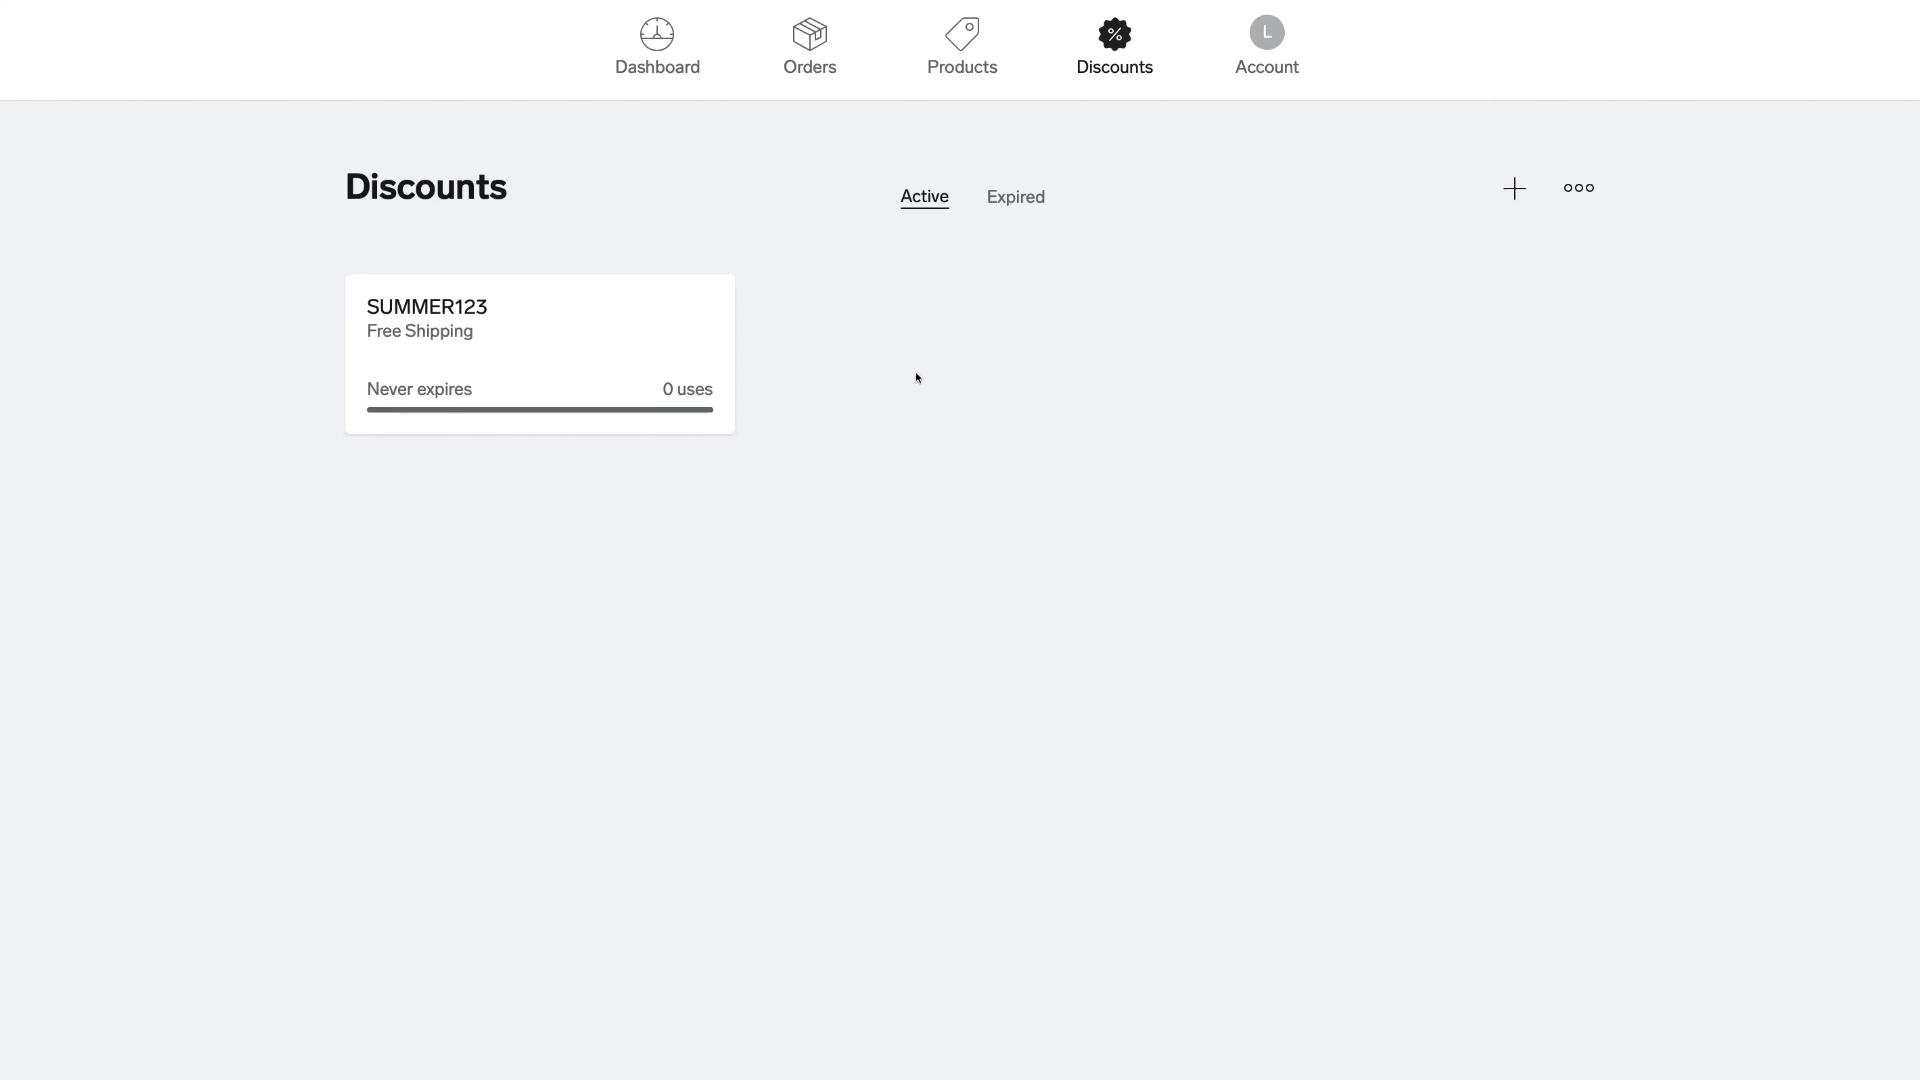 Dashboard
Orders
Products
Discounts
L
Account
Discounts
Active
Expired
SUMMER123
Free Shipping
Never expires
0 uses